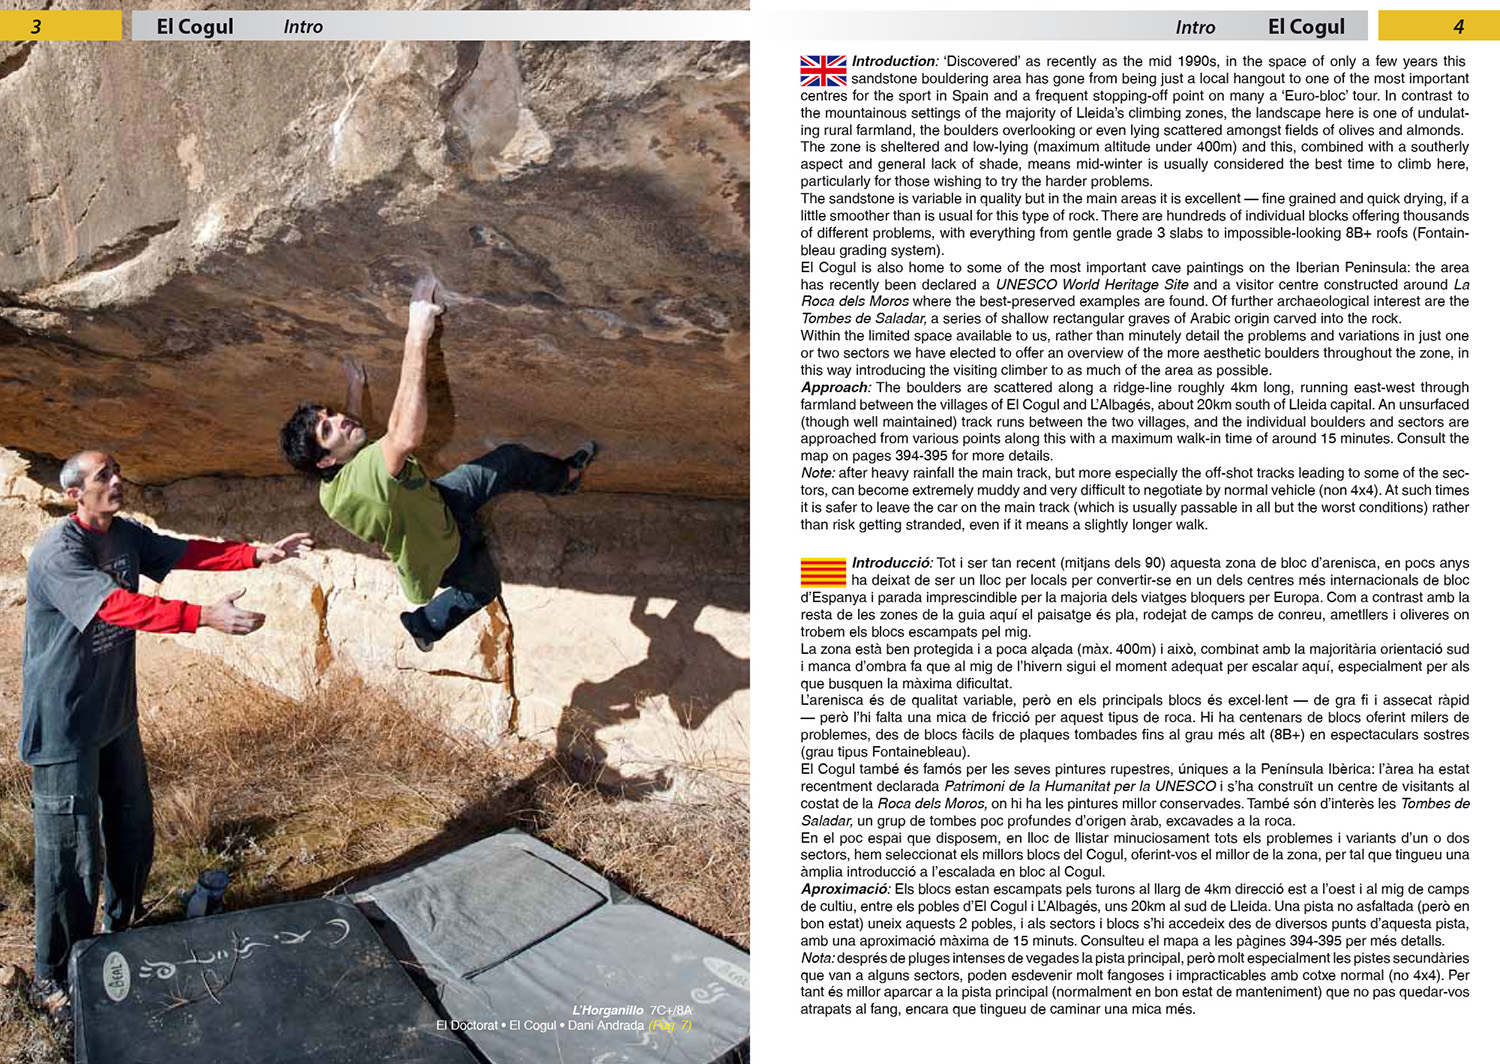 3
El Cogul
Intro
BEAL
L'Horganillo 7C+/8A
El Doctorat • El Cogul • Dani Andrada (Pag. 7)
Intro
El Cogul
4
Introduction: ‘Discovered’ as recently as the mid 1990s, in the space of only a few years this
sandstone bouldering area has gone from being just a local hangout to one of the most important
centres for the sport in Spain and a frequent stopping-off point on many a ‘Euro-bloc’ tour. In contrast to
the mountainous settings of the majority of Lleida’s climbing zones, the landscape here is one of undulat-
ing rural farmland, the boulders overlooking or even lying scattered amongst fields of olives and almonds.
The zone is sheltered and low-lying (maximum altitude under 400m) and this, combined with a southerly
aspect and general lack of shade, means mid-winter is usually considered the best time to climb here,
particularly for those wishing to try the harder problems.
The sandstone is variable in quality but in the main areas it is excellent — fine grained and quick drying, if a
little smoother than is usual for this type of rock. There are hundreds of individual blocks offering thousands
of different problems, with everything from gentle grade 3 slabs to impossible-looking 8B+ roofs (Fontain-
bleau grading system).
El Cogul is also home to some of the most important cave paintings on the Iberian Peninsula: the area
has recently been declared a UNESCO World Heritage Site and a visitor centre constructed around La
Roca dels Moros where the best-preserved examples are found. Of further archaeological interest are the
Tombes de Saladar, a series of shallow rectangular graves of Arabic origin carved into the rock.
Within the limited space available to us, rather than minutely detail the problems and variations in just one
or two sectors we have elected to offer an overview of the more aesthetic boulders throughout the zone, in
this way introducing the visiting climber to as much of the area as possible.
Approach: The boulders are scattered along a ridge-line roughly 4km long, running east-west through
farmland between the villages of El Cogul and L’Albagés, about 20km south of Lleida capital. An unsurfaced
(though well maintained) track runs between the two villages, and the individual boulders and sectors are
approached from various points along this with a maximum walk-in time of around 15 minutes. Consult the
map on pages 394-395 for more details.
Note: after heavy rainfall the main track, but more especially the off-shot tracks leading to some of the sec-
tors, can become extremely muddy and very difficult to negotiate by normal vehicle (non 4x4). At such times
it is safer to leave the car on the main track (which is usually passable in all but the worst conditions) rather
than risk getting stranded, even if it means a slightly longer walk.
Introducció: Tot i ser tan recent (mitjans dels 90) aquesta zona de bloc d’arenisca, en pocs anys
ha deixat de ser un lloc per locals per convertir-se en un dels centres més internacionals de bloc
d’Espanya i parada imprescindible per la majoria dels viatges bloquers per Europa. Com a contrast amb la
resta de les zones de la guia aquí el paisatge és pla, rodejat de camps de conreu, ametllers i oliveres on
trobem els blocs escampats pel mig.
La zona està ben protegida i a poca alçada (màx. 400m) i això, combinat amb la majoritària orientació sud
i manca d’ombra fa que al mig de l’hivern sigui el moment adequat per escalar aquí, especialment per als
que busquen la màxima dificultat.
L’arenisca és de qualitat variable, però en els principals blocs és excel·lent — de gra fi i assecat ràpid
— però l’hi falta una mica de fricció per aquest tipus de roca. Hi ha centenars de blocs oferint milers de
problemes, des de blocs fàcils de plaques tombades fins al grau més alt (8B+) en espectaculars sostres
(grau tipus Fontainebleau).
El Cogul també és famós per les seves pintures rupestres, úniques a la Península Ibèrica: l’àrea ha estat
recentment declarada Patrimoni de la Humanitat per la UNESCO i s’ha construït un centre de visitants al
costat de la Roca dels Moros, on hi ha les pintures millor conservades. També són d’interès les Tombes de
Saladar, un grup de tombes poc profundes d’origen àrab, excavades a la roca.
En el poc espai que disposem, en lloc de llistar minuciosament tots els problemes i variants d’un o dos
sectors, hem seleccionat els millors blocs del Cogul, oferint-vos el millor de la zona, per tal que tingueu una
àmplia introducció a l’escalada en bloc al Cogul.
Aproximació: Els blocs estan escampats pels turons al llarg de 4km direcció est a l’oest i al mig de camps
de cultiu, entre els pobles d’El Cogul i L’Albagés, uns 20km al sud de Lleida. Una pista no asfaltada (però en
bon estat) uneix aquests 2 pobles, i als sectors i blocs s’hi accedeix des de diversos punts d’aquesta pista,
amb una aproximació màxima de 15 minuts. Consulteu el mapa a les pàgines 394-395 per més detalls.
Nota: després de pluges intenses de vegades la pista principal, però molt especialment les pistes secundàries
que van a alguns sectors, poden esdevenir molt fangoses i impracticables amb cotxe normal (no 4x4). Per
tant és millor aparcar a la pista principal (normalment en bon estat de manteniment) que no pas quedar-vos
atrapats al fang, encara que tingueu de caminar una mica més.